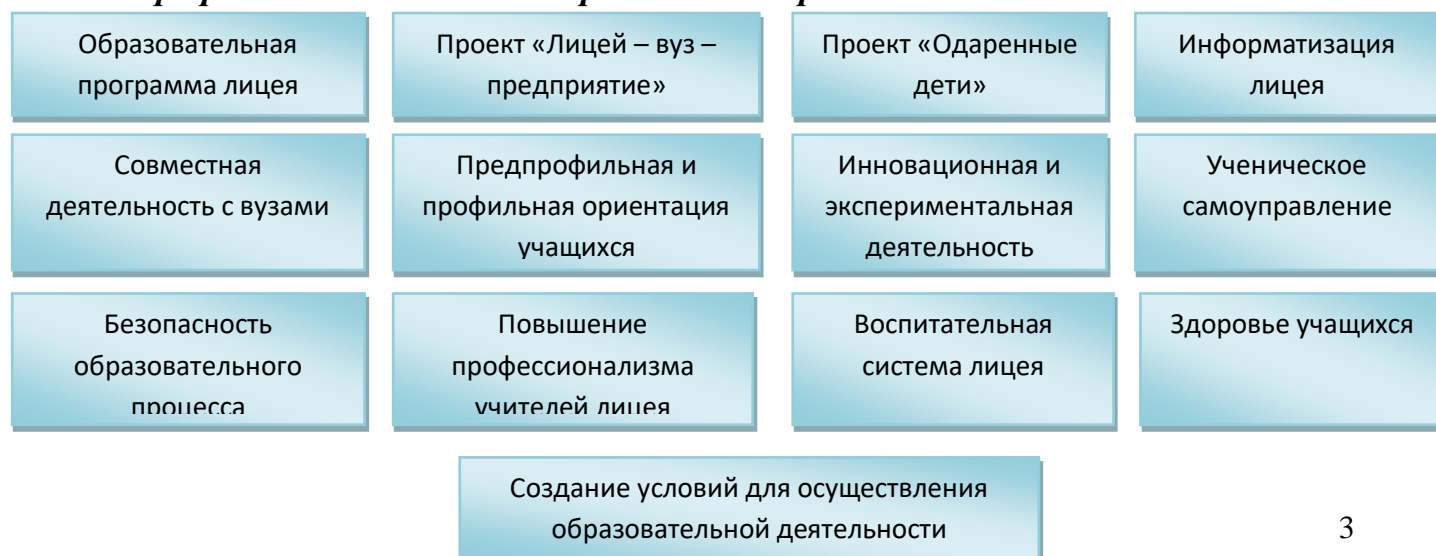 Образовательная
программа лицея
Проект «Лицей – вуз –
предприятие»
Проект «Одаренные
дети»
Информатизация
лицея
Совместная
деятельность с вузами
Предпрофильная и
профильная ориентация
учащихся
Инновационная и
экспериментальная
деятельность
Ученическое
самоуправление
Безопасность
образовательного
процесса
Повышение
профессионализма
учителей лицея
Воспитательная
система лицея
Здоровье учащихся
Создание условий для осуществления
образовательной деятельности
3